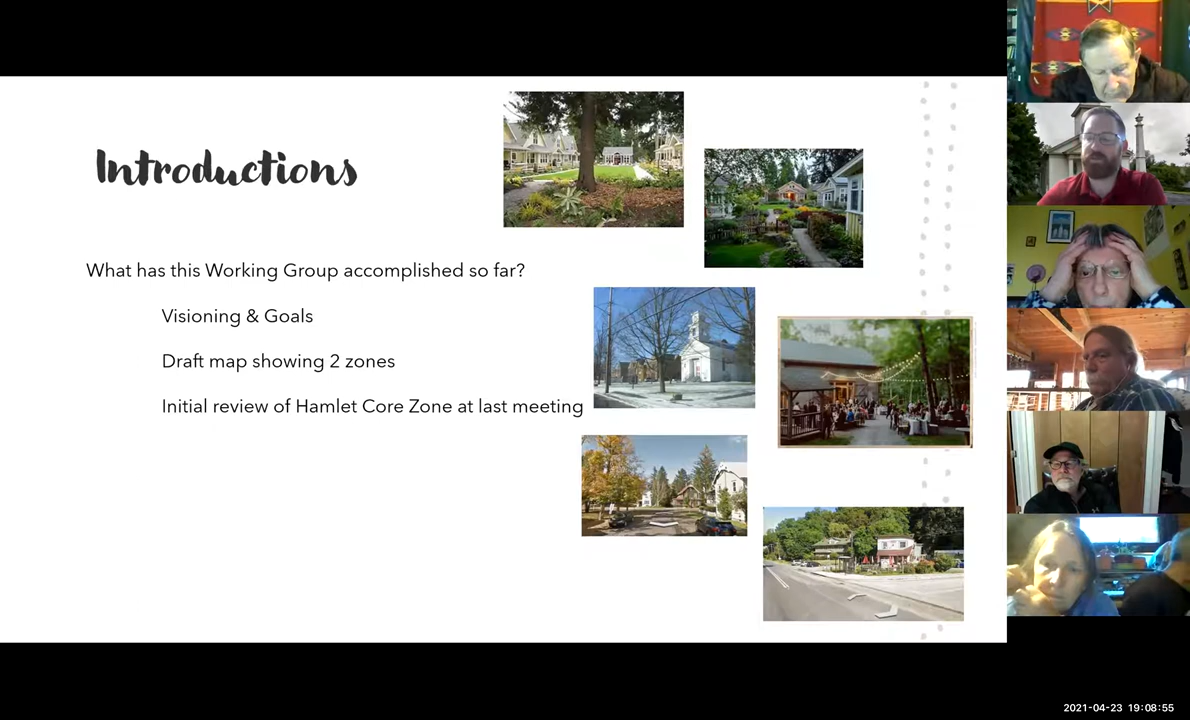 Introductions
What has this Working Group accomplished so far?
Visioning & Goals
Draft map showing 2 zones
Initial review of Hamlet Core Zone at last meeting
2021-04-23 19:08:55